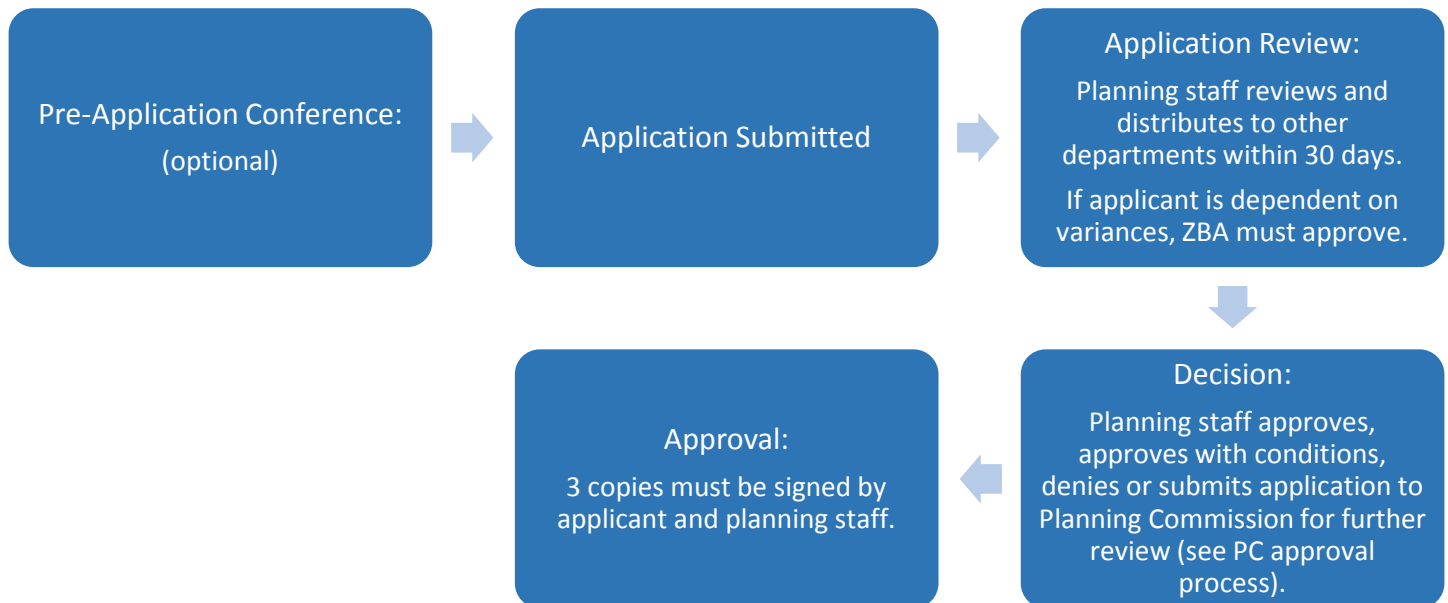 Pre-Application Conference:
(optional)
Application Submitted
Application Review:
Planning staff reviews and
distributes to other
departments within 30 days.
If applicant is dependent on
variances, ZBA must approve.
Decision:
Planning staff approves,
approves with conditions,
denies or submits application to
Planning Commission for further
review (see PC approval
process).
Approval:
3 copies must be signed by
applicant and planning staff.